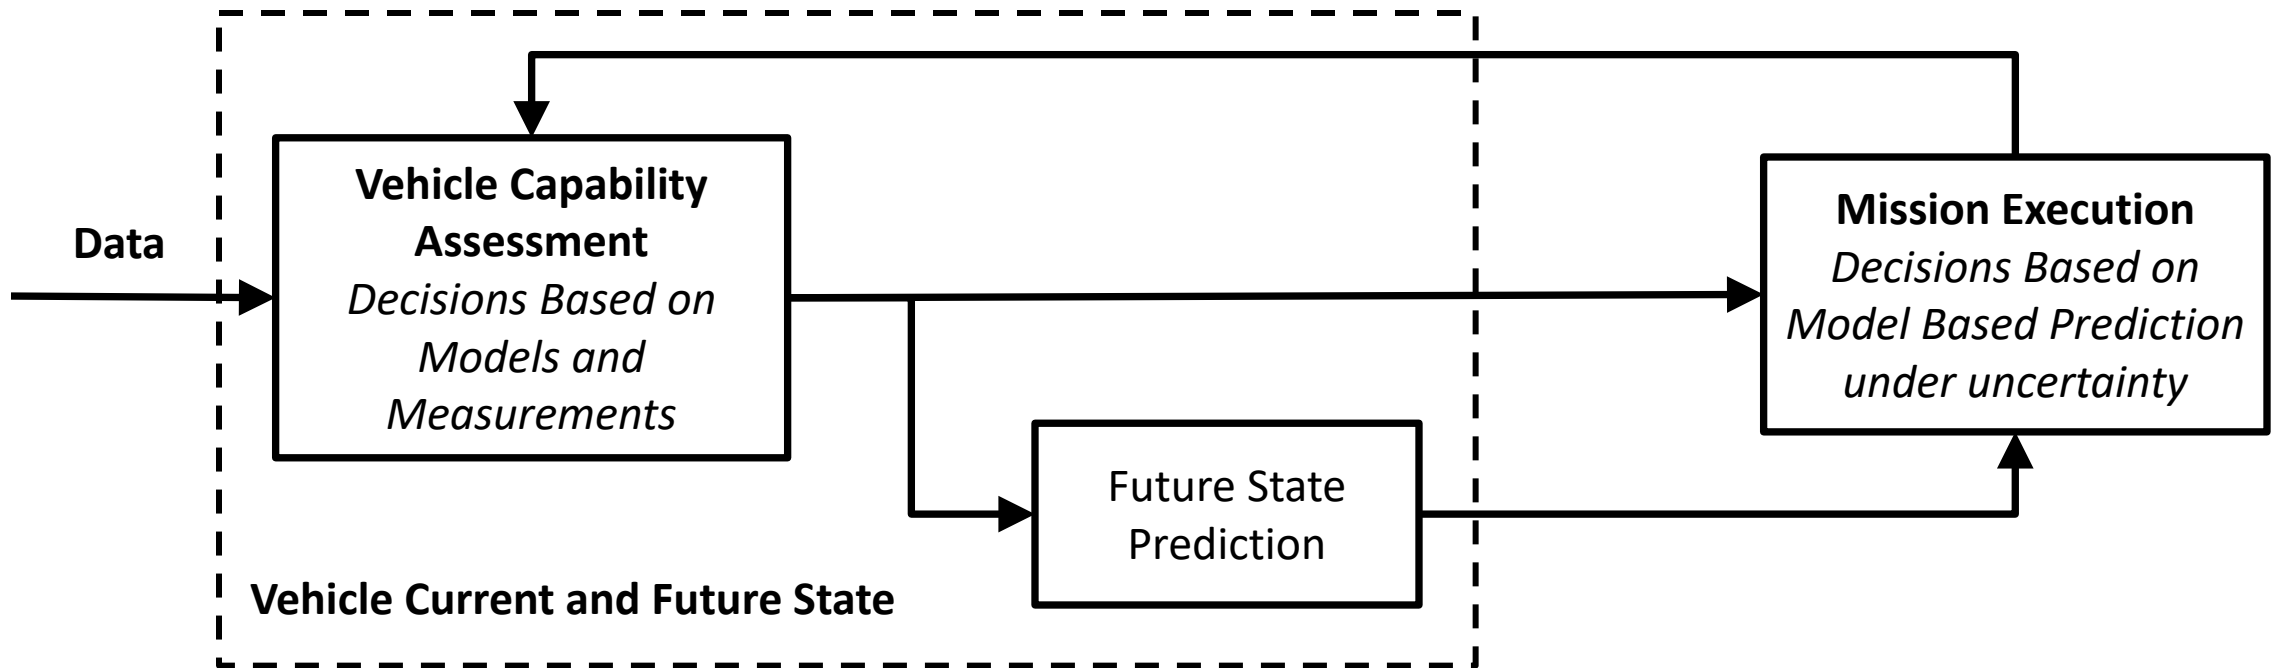 Data
Vehicle Capability
Assessment
Decisions Based on
Models and
Measurements
Mission Execution
Decisions Based on
Model Based Prediction
under uncertainty
Future State
Prediction
Vehicle Current and Future State